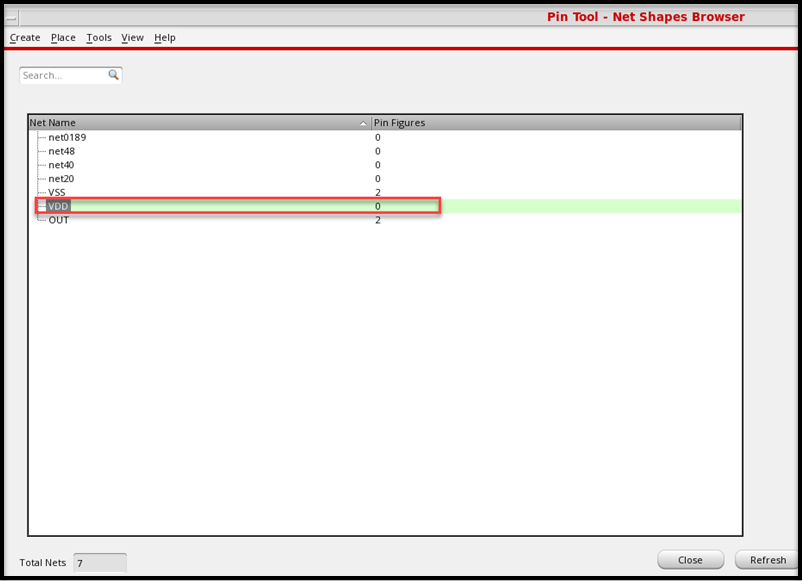 Pin Tool - Net Shapes Browser
Create Place Tools View Help
Search...
Net Name Pin Figures
net0189 0
net48 0
net40 0
net20 0
VSS 2
VDD 0
OUT 2
Total Nets 7 Close Refresh